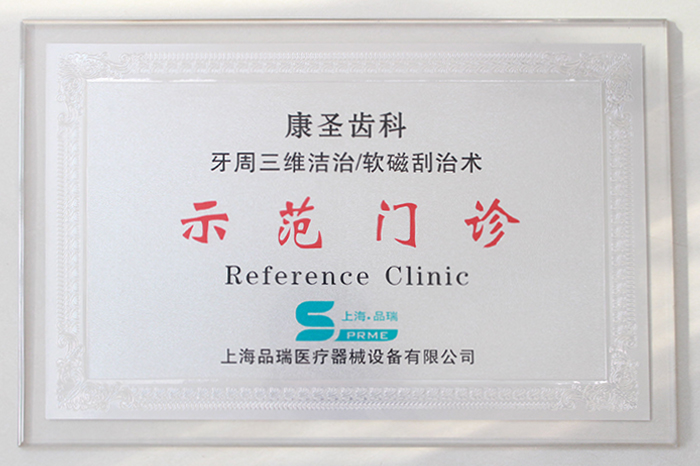 康圣齿科
牙周三维洁治/软磁刮治术
示范门诊
Reference Clinic
上海.品瑞
PRME
上海品瑞医疗器械设备有限公司